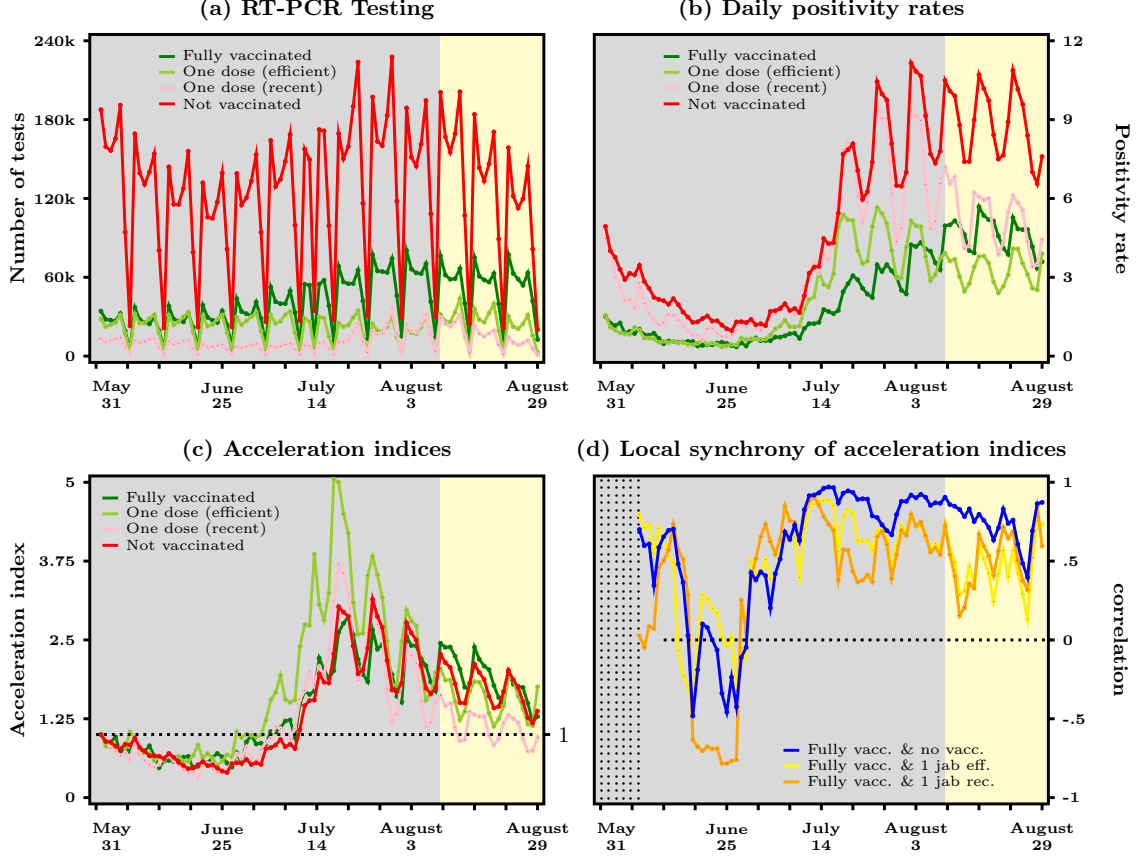 (a) RT-PCR Testing
240k
180k
120k
60k
0
Number of tests
Fully vaccinated
One dose (efficient)
One dose (recent)
Not vaccinated
May
31
June
25
July
14
August
3
August
29
(b) Daily positivity rates
Fully vaccinated
One dose (efficient)
One dose (recent)
Not vaccinated
12
9
6
3
0
Positivity rate
May
31
June
25
July
14
August
3
August
29
(c) Acceleration indices
5
3.75
2.5
1.25
0
Acceleration index
Fully vaccinated
One dose (efficient)
One dose (recent)
Not vaccinated
1
May
31
June
25
July
14
August
3
August
29
(d) Local synchrony of acceleration indices
1
.5
0
-.5
-1
correlation
Fully vacc. & no vacc.
Fully vacc. & 1 jab eff.
Fully vacc. & 1 jab rec.
May
31
June
25
July
14
August
3
August
29